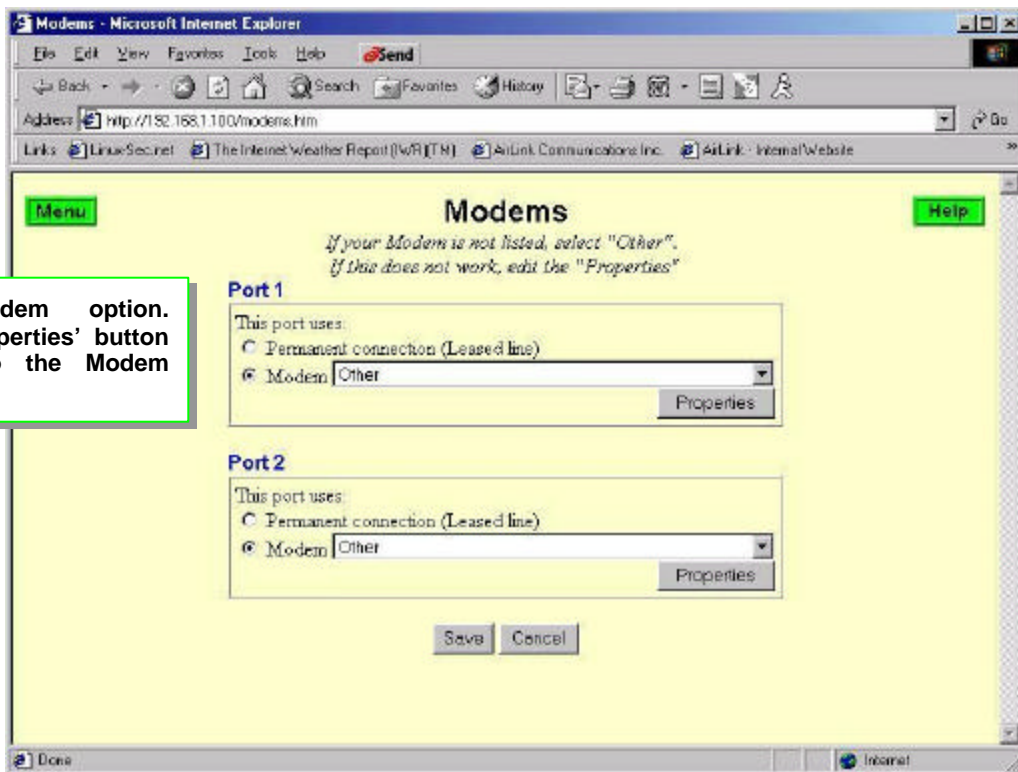 Modems - Microsoft Internet Explorer
File Edit View Favorites Tools Help Send
Back Search Favorites History
Address http://192.168.1.100/modems.htm Go
Links LinuxSec.net The Internet Weather Report (IWR)[TM] AirLink Communications Inc. AirLink - Internal Website
Menu
Modems
Help
If your Modem is not listed, select "Other".
If this does not work, edit the "Properties"
dem option.
perties' button
the Modem
Port 1
This port uses:
Permanent connection (Leased line)
Modem Other
Properties
Port 2
This port uses:
Permanent connection (Leased line)
Modem Other
Properties
Save Cancel
Done Internet